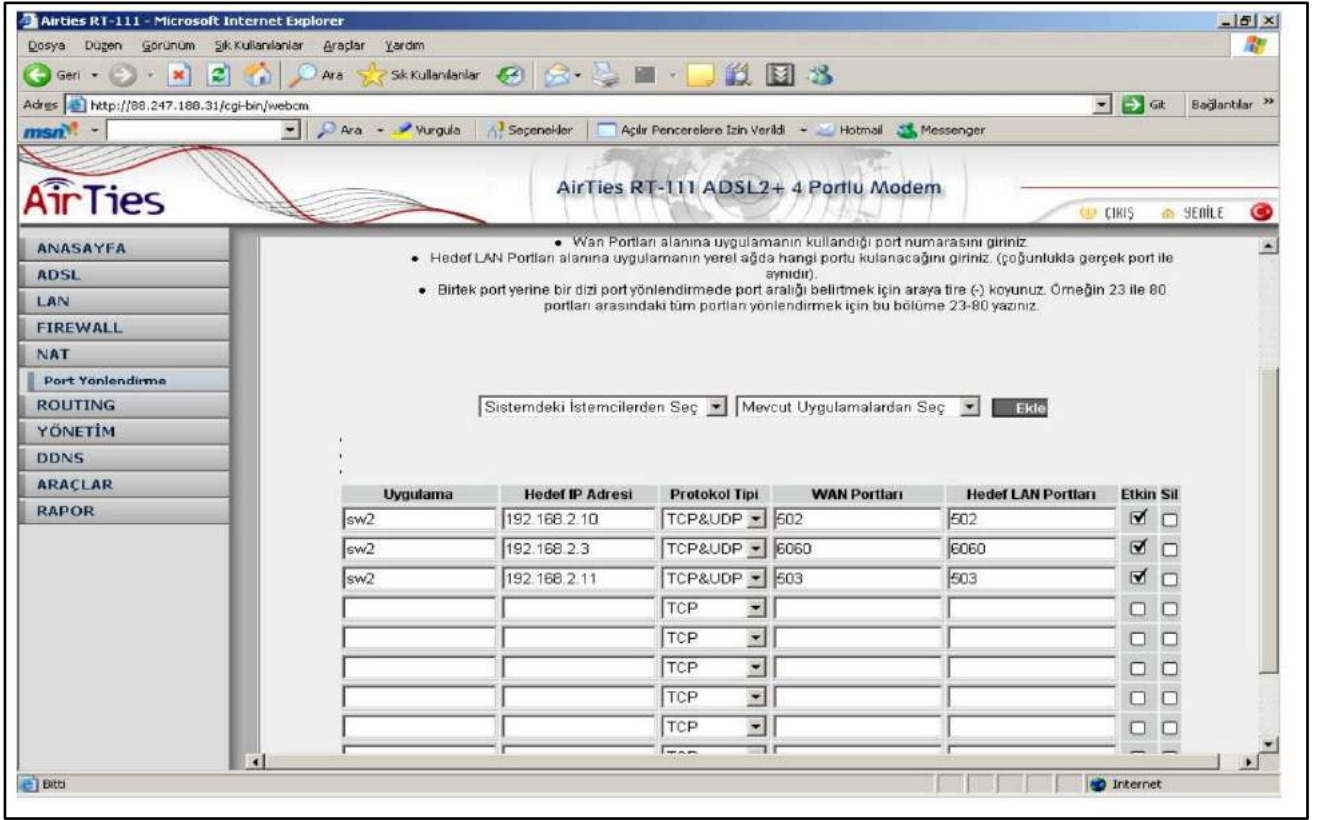 Airties RT-111 - Microsoft Internet Explorer
Dosya Düzen Görünüm Sık Kullanılanlar Araçlar Yardım
Geri Ara Sık Kullanılanlar
Adres http://88.247.188.31/cgi-bin/webcm Git Bağlantılar »
msn Ara Vurgula Seçenekler Açılır Pencerelere İzin Verildi Hotmail Messenger
AirTies
AirTies RT-111 ADSL2+ 4 Portlu Modem
ÇIKIŞ YENİLE
ANASAYFA
ADSL
LAN
FIREWALL
NAT
Port Yönlendirme
ROUTING
YÖNETİM
DDNS
ARAÇLAR
RAPOR
• Wan Portları alanına uygulamanın kullandığı port numarasını giriniz.
• Hedef LAN Portları alanına uygulamanın yerel ağda hangi portu kulanacağını giriniz. (çoğunlukla gerçek port ile
aynıdır).
• Birtek port yerine bir dizi port yönlendirmede port aralığı belirtmek için araya tire (-) koyunuz. Örneğin 23 ile 80
portları arasındaki tüm portları yönlendirmek için bu bölüme 23-80 yazınız.
Sistemdeki İstemcilerden Seç Mevcut Uygulamalardan Seç Ekle
Uygulama Hedef IP Adresi Protokol Tipi WAN Portları Hedef LAN Portları Etkin Sil
sw2 192.168.2.10 TCP&UDP 502 502
sw2 192.168.2.3 TCP&UDP 6060 6060
sw2 192.168.2.11 TCP&UDP 503 503
TCP
TCP
TCP
TCP
TCP
Bitti Internet